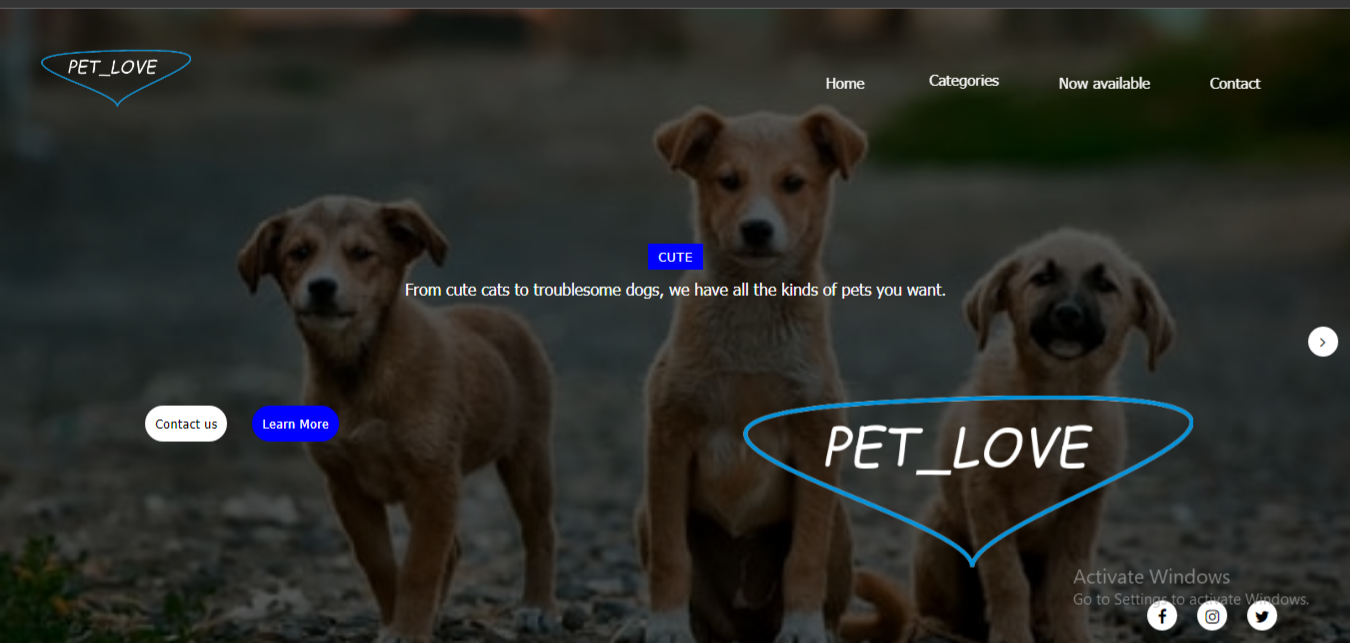 PET_LOVE
Home
Categories
Now available
Contact
CUTE
From cute cats to troublesome dogs, we have all the kinds of pets you want.
Contact us
Learn More
PET_LOVE
Activate Windows
Go to Settings to activate Windows.